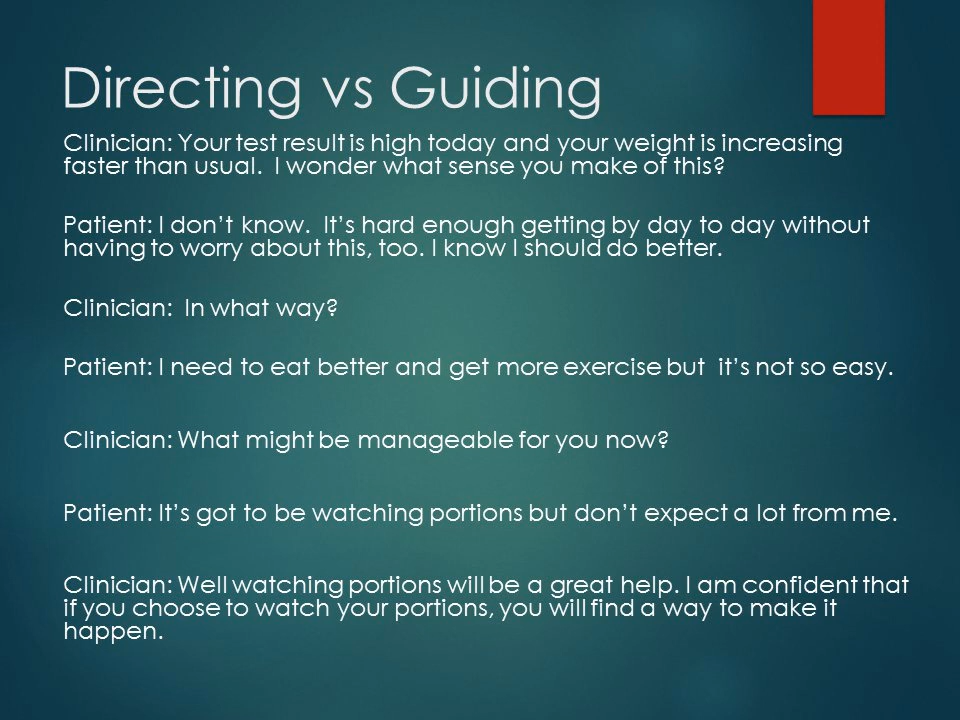 Directing vs Guiding
Clinician: Your test result is high today and your weight is increasing
faster than usual.  I wonder what sense you make of this?
Patient: I don’t know.  It’s hard enough getting by day to day without
having to worry about this, too. I know I should do better.
Clinician:  In what way?
Patient: I need to eat better and get more exercise but  it’s not so easy.
Clinician: What might be manageable for you now?
Patient: It’s got to be watching portions but don’t expect a lot from me.
Clinician: Well watching portions will be a great help. I am confident that
if you choose to watch your portions, you will find a way to make it
happen.